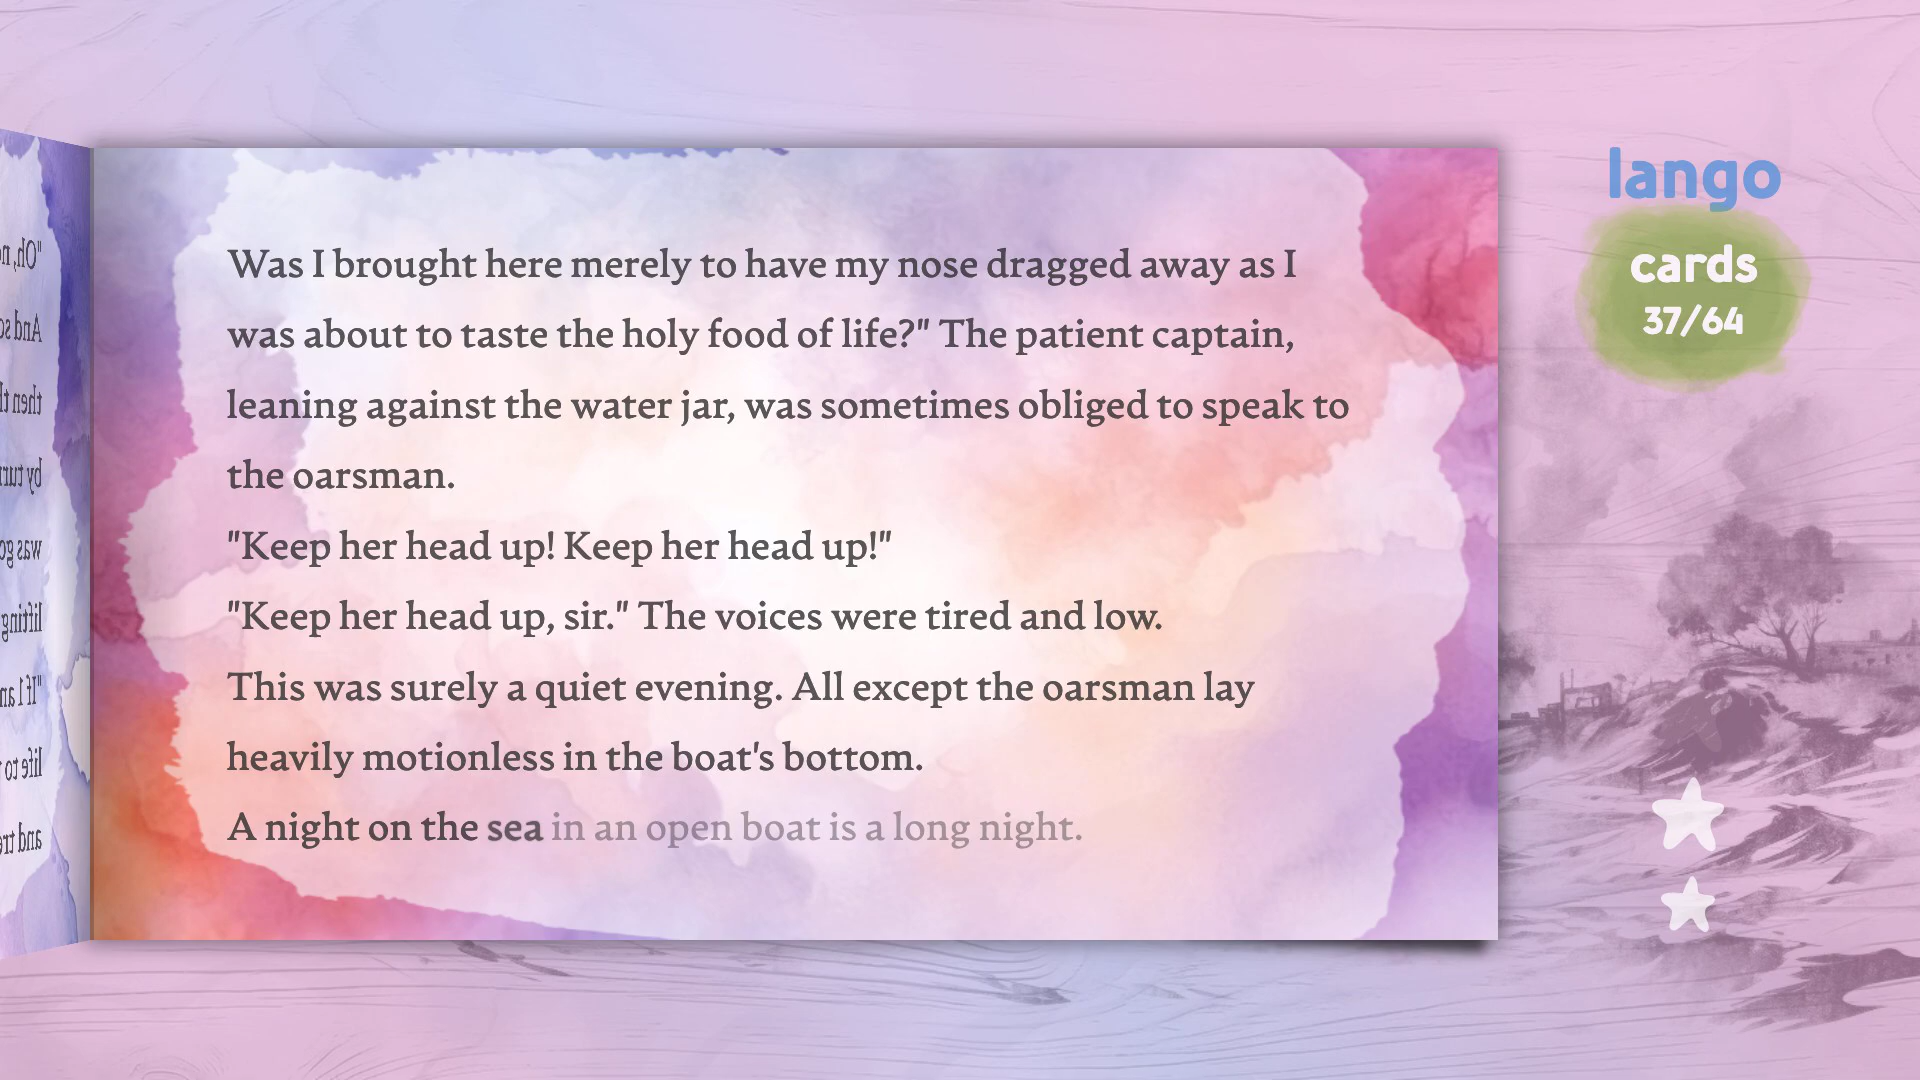 Was I brought here merely to have my nose dragged away as I
was about to taste the holy food of life?" The patient captain,
leaning against the water jar, was sometimes obliged to speak to
the oarsman.
"Keep her head up! Keep her head up!"
"Keep her head up, sir." The voices were tired and low.
This was surely a quiet evening. All except the oarsman lay
heavily motionless in the boat's bottom.
A night on the sea in an open boat is a long night.
lango
cards
37/64